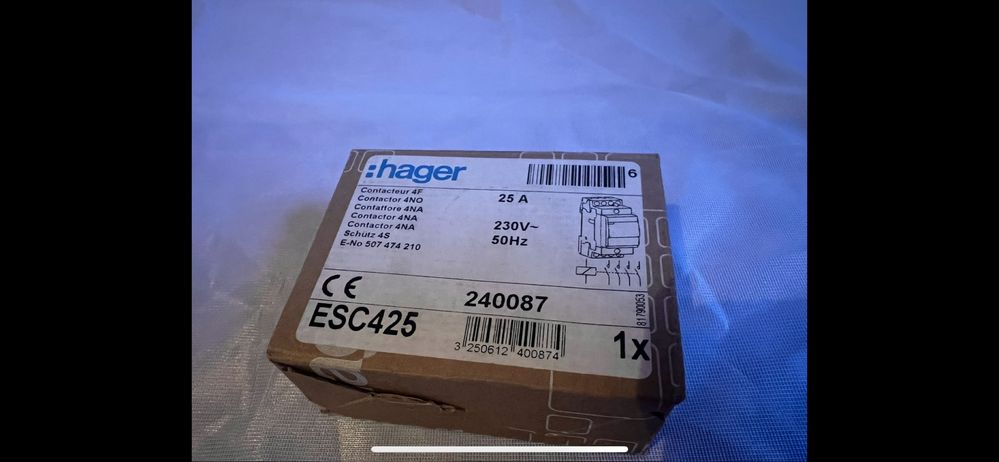 :hager
6
Contacteur 4F
Contactor 4NO
Contattore 4NA
Contactor 4NA
Contactor 4NA
Schütz 4S
E-No 507 474 210
25 A
230V~
50Hz
CE
240087
81790053
ESC425
3 250612 400874
1x